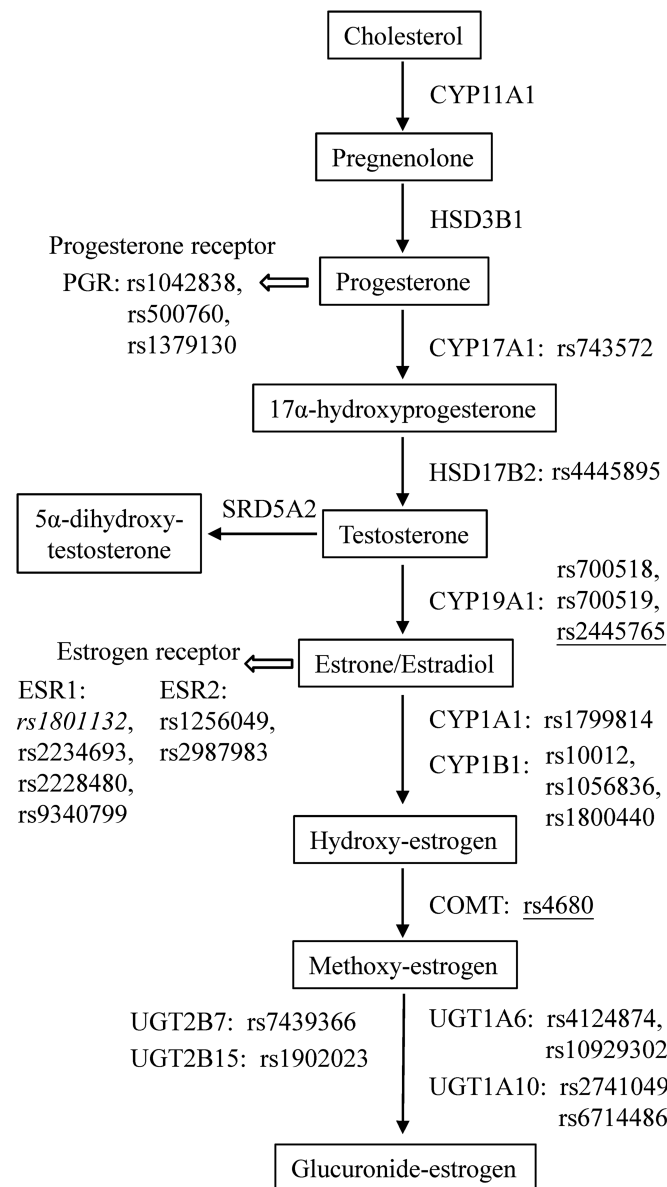 Cholesterol
CYP11A1
Pregnenolone
HSD3B1
Progesterone receptor
PGR: rs1042838,
rs500760,
rs1379130
Progesterone
CYP17A1: rs743572
17α-hydroxyprogesterone
HSD17B2: rs4445895
5α-dihydroxy-
testosterone
SRD5A2
Testosterone
CYP19A1:
rs700518,
rs700519,
rs2445765
Estrogen receptor
Estrone/Estradiol
ESR1:
rs1801132,
rs2234693,
rs2228480,
rs9340799
ESR2:
rs1256049,
rs2987983
CYP1A1: rs1799814
CYP1B1:
rs10012,
rs1056836,
rs1800440
Hydroxy-estrogen
COMT: rs4680
Methoxy-estrogen
UGT2B7: rs7439366
UGT2B15: rs1902023
UGT1A6: rs4124874,
rs10929302
UGT1A10: rs2741049
rs6714486
Glucuronide-estrogen